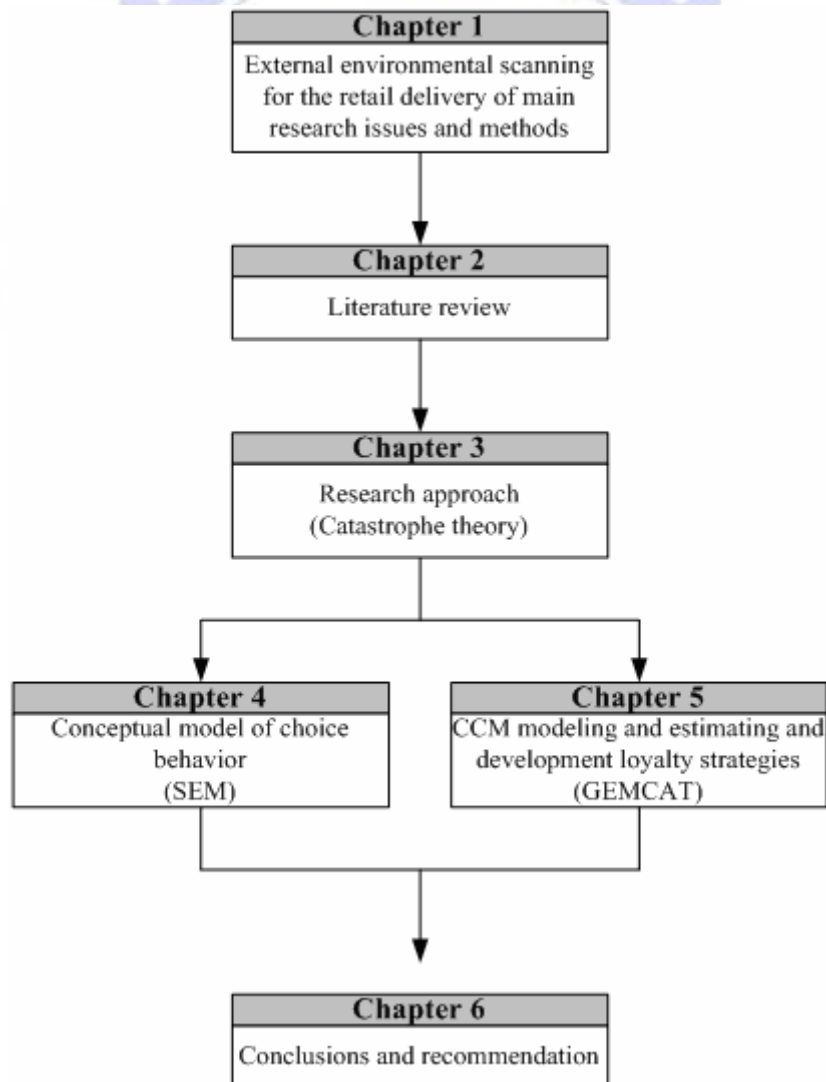 Chapter 1
External environmental scanning
for the retail delivery of main
research issues and methods
Chapter 2
Literature review
Chapter 3
Research approach
(Catastrophe theory)
Chapter 4
Conceptual model of choice
behavior
(SEM)
Chapter 5
CCM modeling and estimating and
development loyalty strategies
(GEMCAT)
Chapter 6
Conclusions and recommendation